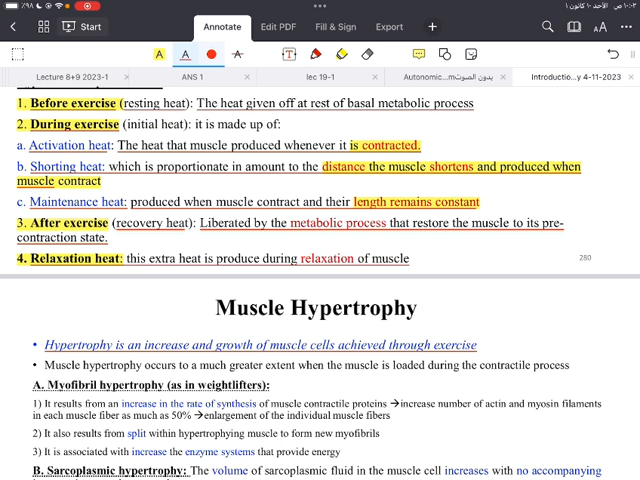 ٪٩٨
١٠:٠٢ ص الأحد ١٠ كانون ١
Start
Annotate
Edit PDF
Fill & Sign
Export
Lecture 8+9 2023-1
ANS 1
lec 19-1
Autonomic...mبدون الصوت
Introductio...y 4-11-2023
1. Before exercise (resting heat): The heat given off at rest of basal metabolic process
2. During exercise (initial heat): it is made up of:
a. Activation heat: The heat that muscle produced whenever it is contracted.
b. Shorting heat: which is proportionate in amount to the distance the muscle shortens and produced when
muscle contract
c. Maintenance heat: produced when muscle contract and their length remains constant
3. After exercise (recovery heat): Liberated by the metabolic process that restore the muscle to its pre-
contraction state.
4. Relaxation heat: this extra heat is produce during relaxation of muscle
280
Muscle Hypertrophy
• Hypertrophy is an increase and growth of muscle cells achieved through exercise
• Muscle hypertrophy occurs to a much greater extent when the muscle is loaded during the contractile process
A. Myofibril hypertrophy (as in weightlifters):
1) It results from an increase in the rate of synthesis of muscle contractile proteins ➔increase number of actin and myosin filaments
in each muscle fiber as much as 50% ➔enlargement of the individual muscle fibers
2) It also results from split within hypertrophying muscle to form new myofibrils
3) It is associated with increase the enzyme systems that provide energy
B. Sarcoplasmic hypertrophy: The volume of sarcoplasmic fluid in the muscle cell increases with no accompanying